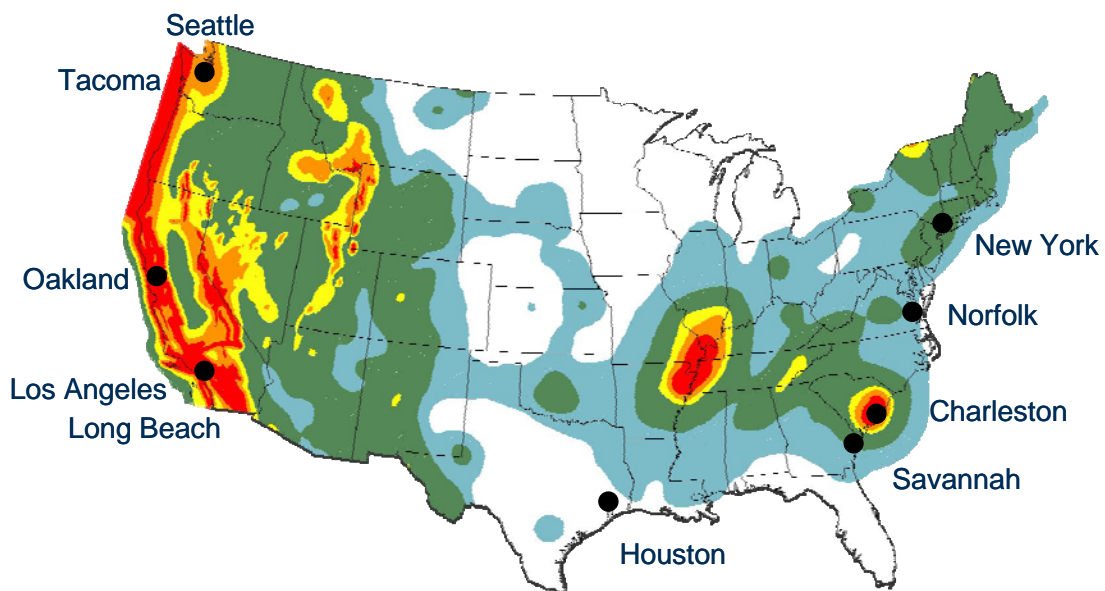 Seattle
Tacoma
Oakland
Los Angeles
Long Beach
New York
Norfolk
Charleston
Savannah
Houston